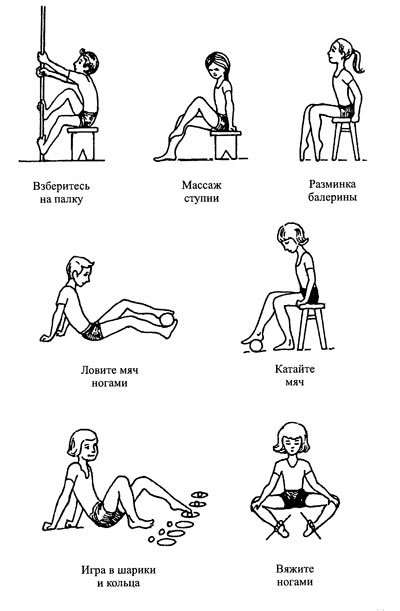 Взберитесь
на палку
Массаж
ступни
Разминка
балерины
Ловите мяч
ногами
Катайте
мяч
Игра в шарики
и кольца
Вяжите
ногами